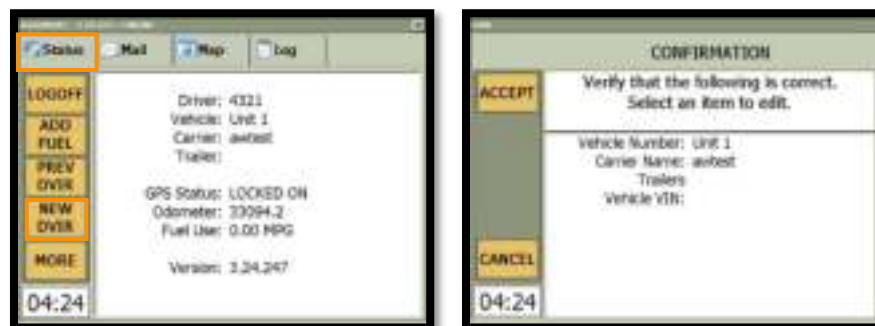 Status Mail Map Log
LOGOFF
ADD
FUEL
PREV
DVIR
NEW
DVIR
MORE
04:24
Driver: 4321
Vehicle: Unit 1
Carrier: awtest
Trailer:
GPS Status: LOCKED ON
Odometer: 33094.2
Fuel Use: 0.00 MPG
Version: 3.24.247
CONFIRMATION
ACCEPT
Verify that the following is correct.
Select an item to edit.
Vehicle Number: Unit 1
Carrier Name: awtest
Trailers
Vehicle VIN:
CANCEL
04:24